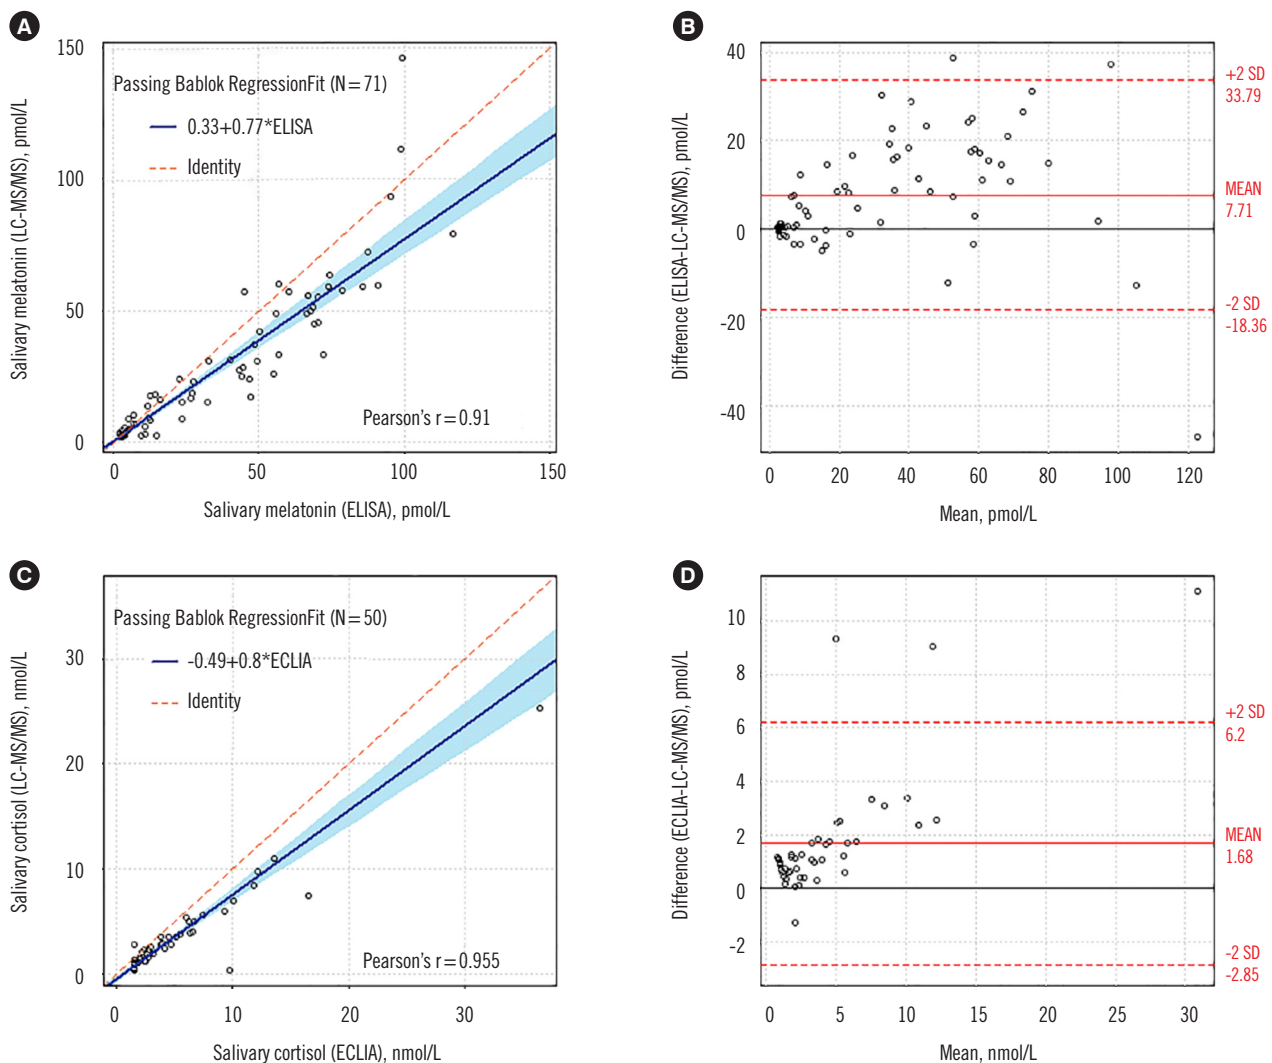 A
Salivary melatonin (LC-MS/MS), pmol/L
150
100
50
0
Passing Bablok RegressionFit (N=71)
0.33+0.77*ELISA
Identity
Pearson's r=0.91
0 50 100 150
Salivary melatonin (ELISA), pmol/L
B
Difference (ELISA-LC-MS/MS), pmol/L
40
20
0
-20
-40
+2 SD
33.79
MEAN
7.71
-2 SD
-18.36
0 20 40 60 80 100 120
Mean, pmol/L
C
Salivary cortisol (LC-MS/MS), nmol/L
30
20
10
0
Passing Bablok RegressionFit (N=50)
-0.49+0.8*ECLIA
Identity
Pearson's r=0.955
0 10 20 30
Salivary cortisol (ECLIA), nmol/L
D
Difference (ECLIA-LC-MS/MS), pmol/L
10
8
6
4
2
0
-2
+2 SD
6.2
MEAN
1.68
-2 SD
-2.85
0 5 10 15 20 25 30
Mean, nmol/L